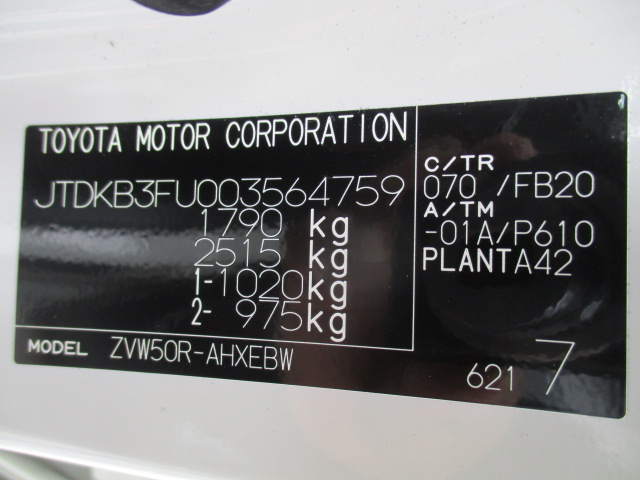 TOYOTA MOTOR CORPORATION
JTDKB3FU003564759
1790 kg
2515 kg
1-1020kg
2- 975kg
C/TR
070 /FB20
A/TM
-01A/P610
PLANTA42
MODEL ZVW50R-AHXEBW
621 7